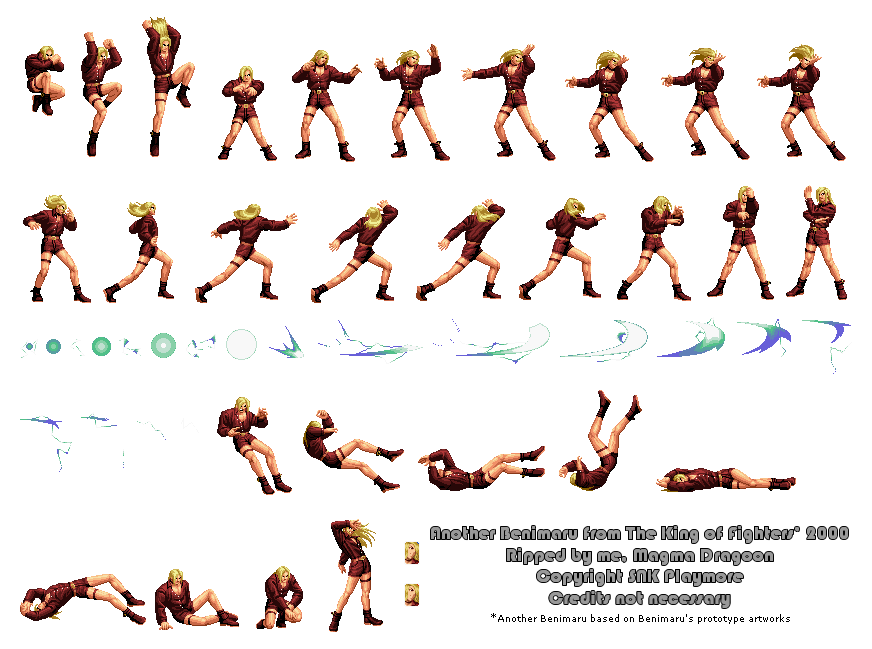 Another Benimaru from The King of Fighters' 2000
Ripped by me, Magma Dragoon
Copyright SNK Playmore
Credits not necessary
*Another Benimaru based on Benimaru's prototype artworks